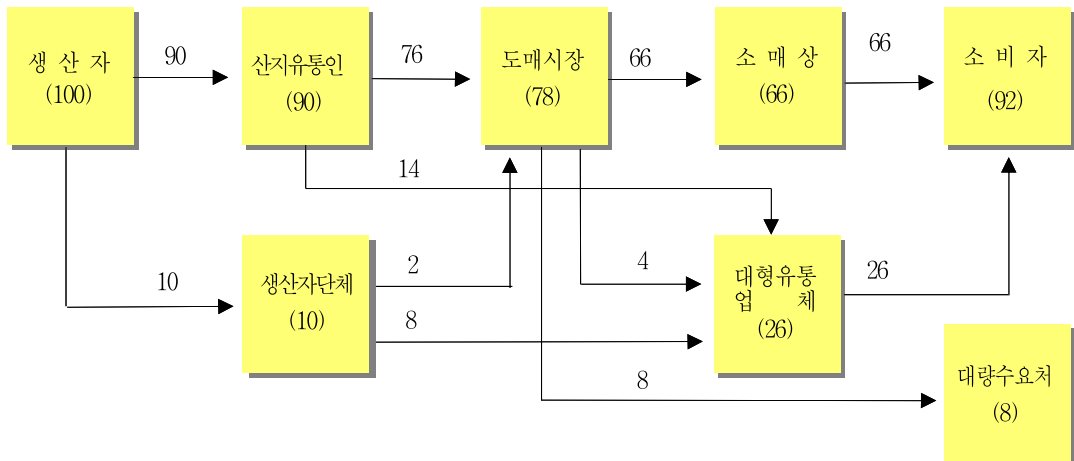 생 산 자
(100)
90
산지유통인
(90)
76
도매시장
(78)
66
소 매 상
(66)
66
소 비 자
(92)
14
10
생산자단체
(10)
2
8
4
대형유통
업 체
(26)
26
8
대량수요처
(8)